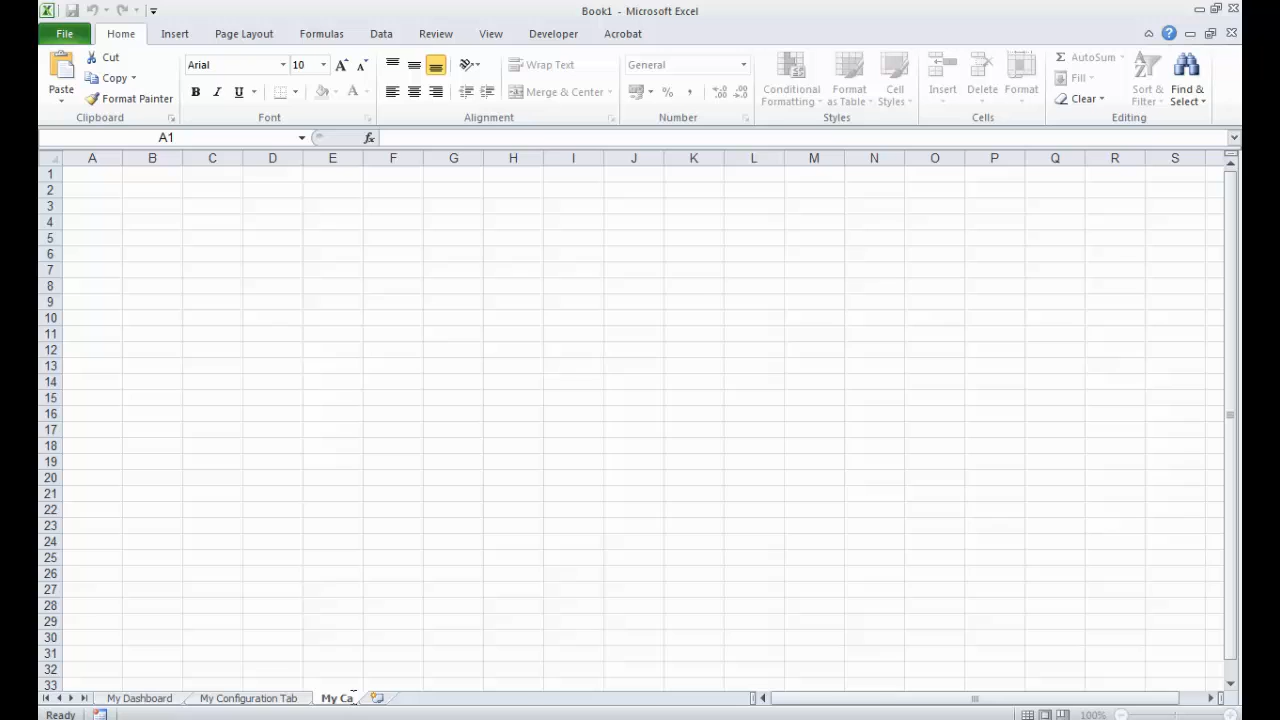 Book1 - Microsoft Excel
File Home Insert Page Layout Formulas Data Review View Developer Acrobat
Paste Cut Copy Format Painter Clipboard
Arial 10 B I U A Font
Wrap Text Merge & Center Alignment
General % , Number
Conditional Formatting Format as Table Cell Styles Styles
Insert Delete Format Cells
AutoSum Fill Clear Sort & Filter Find & Select Editing
A1 fx
A B C D E F G H I J K L M N O P Q R S
1
2
3
4
5
6
7
8
9
10
11
12
13
14
15
16
17
18
19
20
21
22
23
24
25
26
27
28
29
30
31
32
33
My Dashboard My Configuration Tab My Ca
Ready 100%